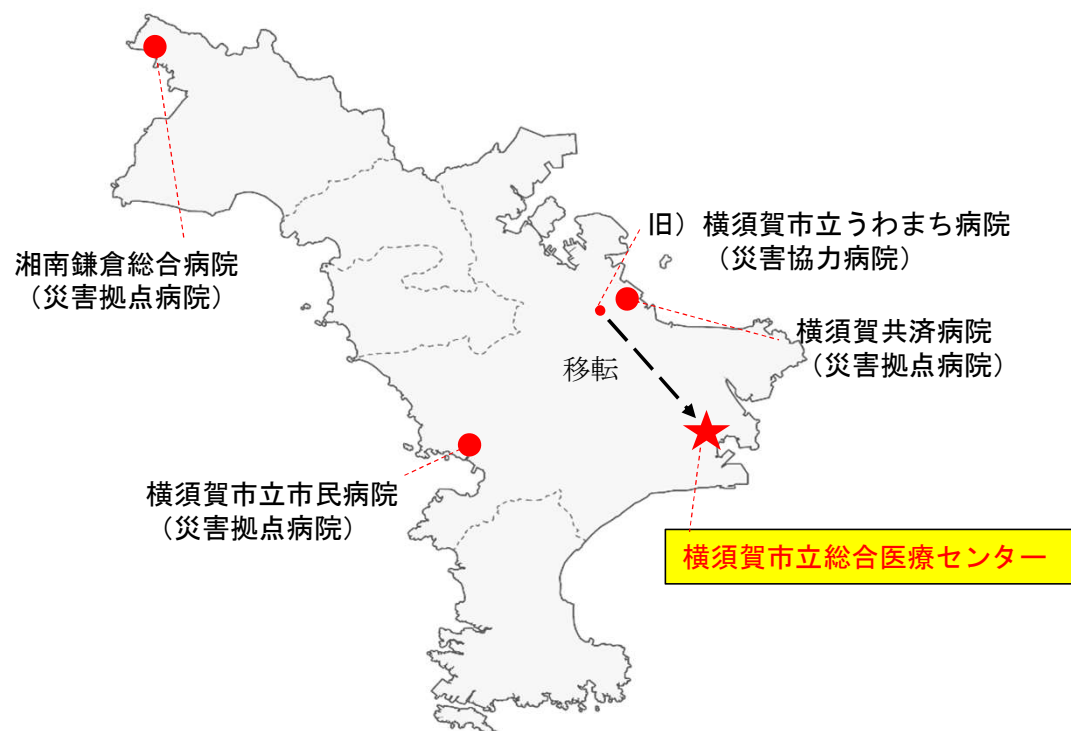 旧）横須賀市立うわまち病院
（災害協力病院）
湘南鎌倉総合病院
（災害拠点病院）
横須賀共済病院
（災害拠点病院）
移転
横須賀市立市民病院
（災害拠点病院）
横須賀市立総合医療センター